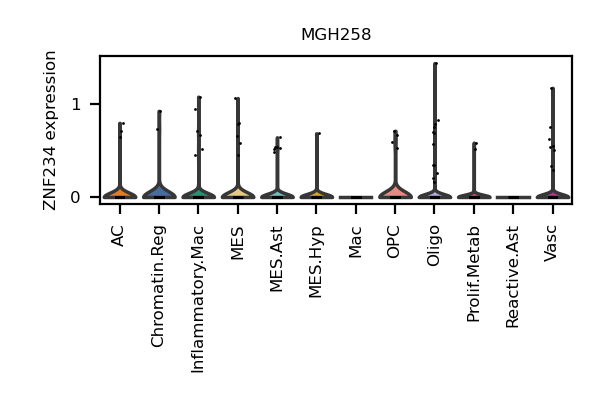 MGH258
ZNF234 expression
1
0
AC
Chromatin.Reg
Inflammatory.Mac
MES
MES.Ast
MES.Hyp
Mac
OPC
Oligo
Prolif.Metab
Reactive.Ast
Vasc